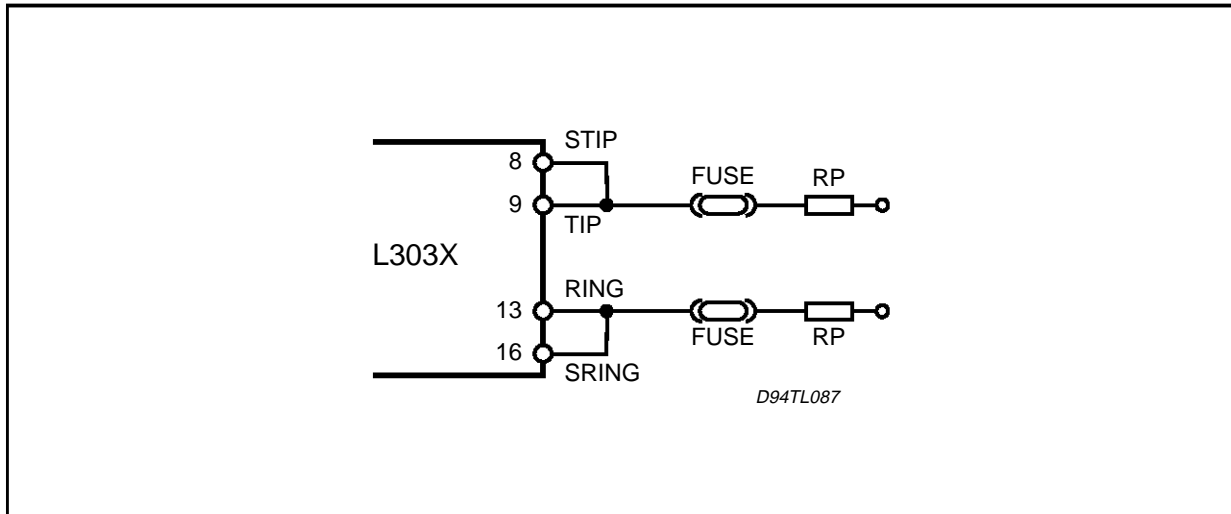 STIP
8
FUSE
RP
9
TIP
L303X
RING
13
FUSE
RP
16
SRING
D94TL087